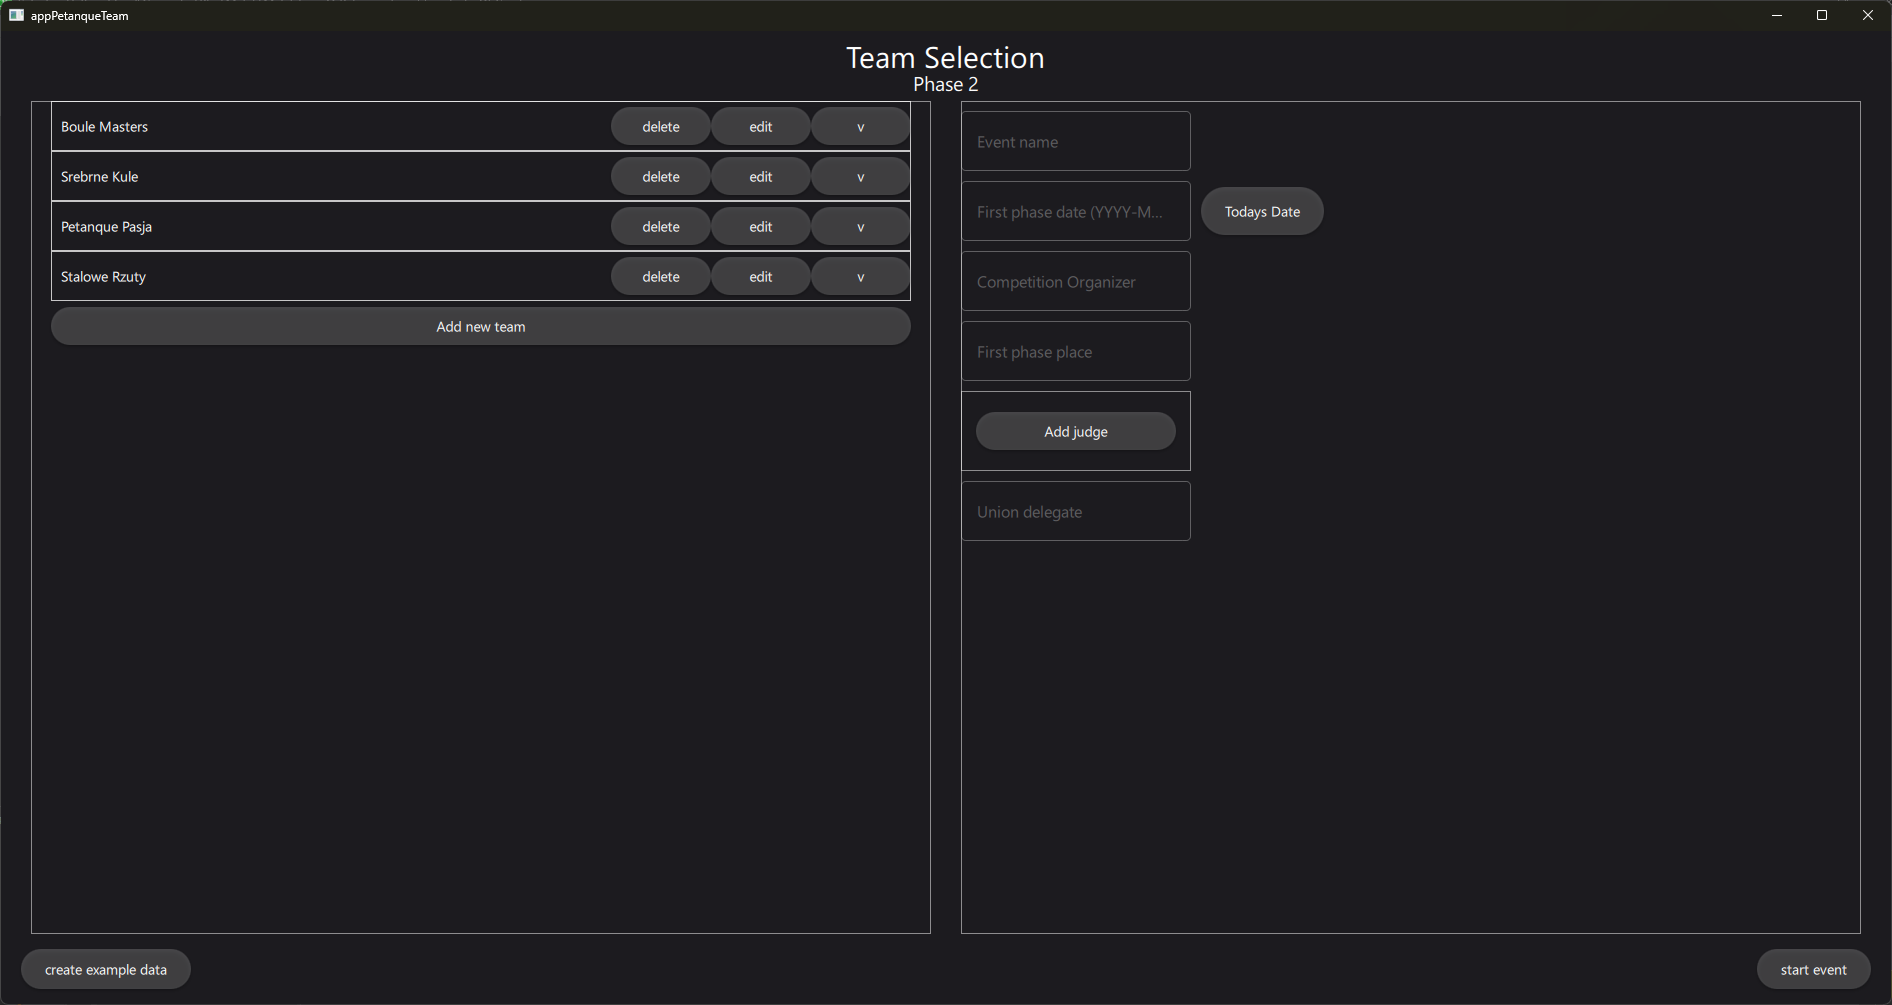 appPetanqueTeam
Team Selection
Phase 2
Boule Masters delete edit v
Srebrne Kule delete edit v
Petanque Pasja delete edit v
Stalowe Rzuty delete edit v
Add new team
Event name
First phase date (YYYY-M... Todays Date
Competition Organizer
First phase place
Add judge
Union delegate
create example data
start event